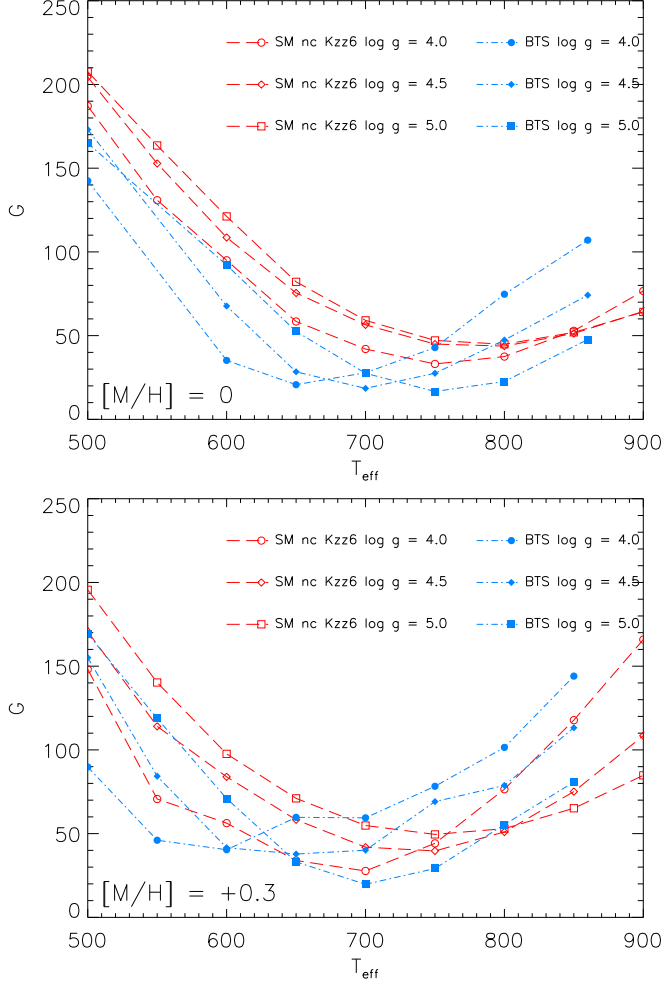 250
SM nc Kzz6 log g = 4.0 BTS log g = 4.0
200
SM nc Kzz6 log g = 4.5 BTS log g = 4.5
SM nc Kzz6 log g = 5.0 BTS log g = 5.0
150
G
100
50
[M/H] = 0
0
500 600 700 800 900
T_eff
250
SM nc Kzz6 log g = 4.0 BTS log g = 4.0
200
SM nc Kzz6 log g = 4.5 BTS log g = 4.5
SM nc Kzz6 log g = 5.0 BTS log g = 5.0
150
G
100
50
[M/H] = +0.3
0
500 600 700 800 900
T_eff